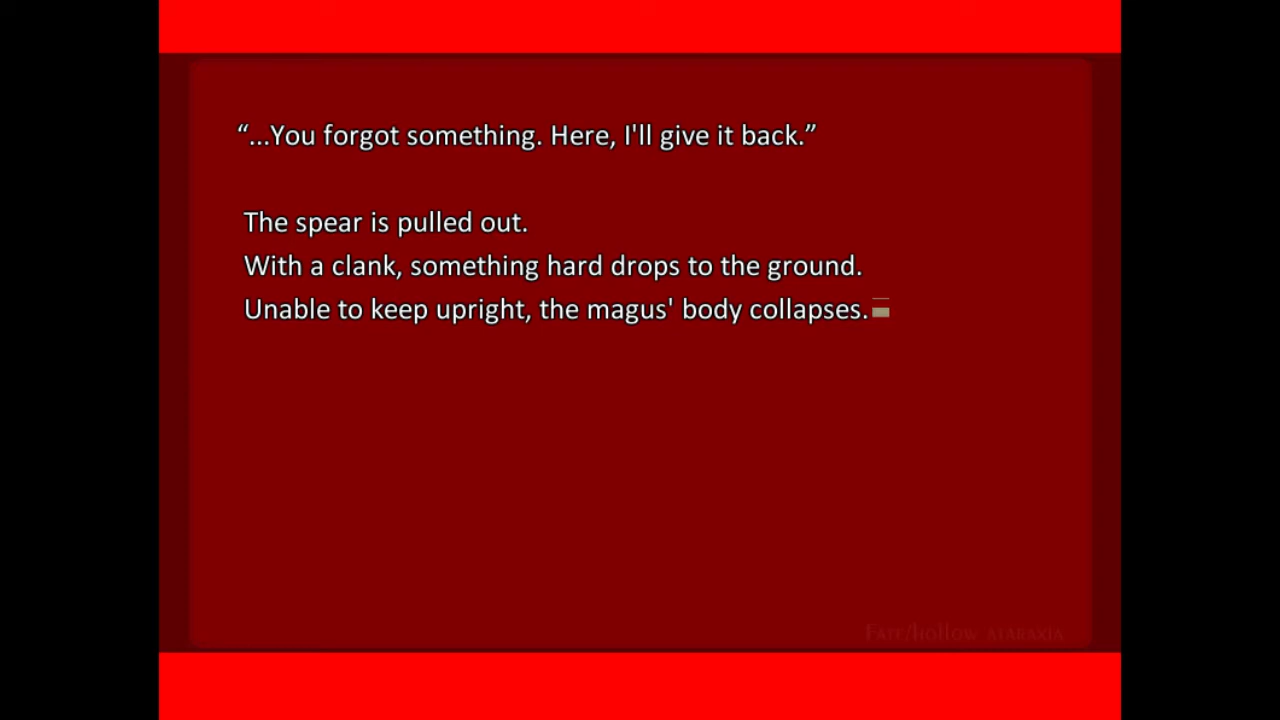 “...You forgot something. Here, I'll give it back.”
The spear is pulled out.
With a clank, something hard drops to the ground.
Unable to keep upright, the magus' body collapses.
Fate/hollow ataraxia